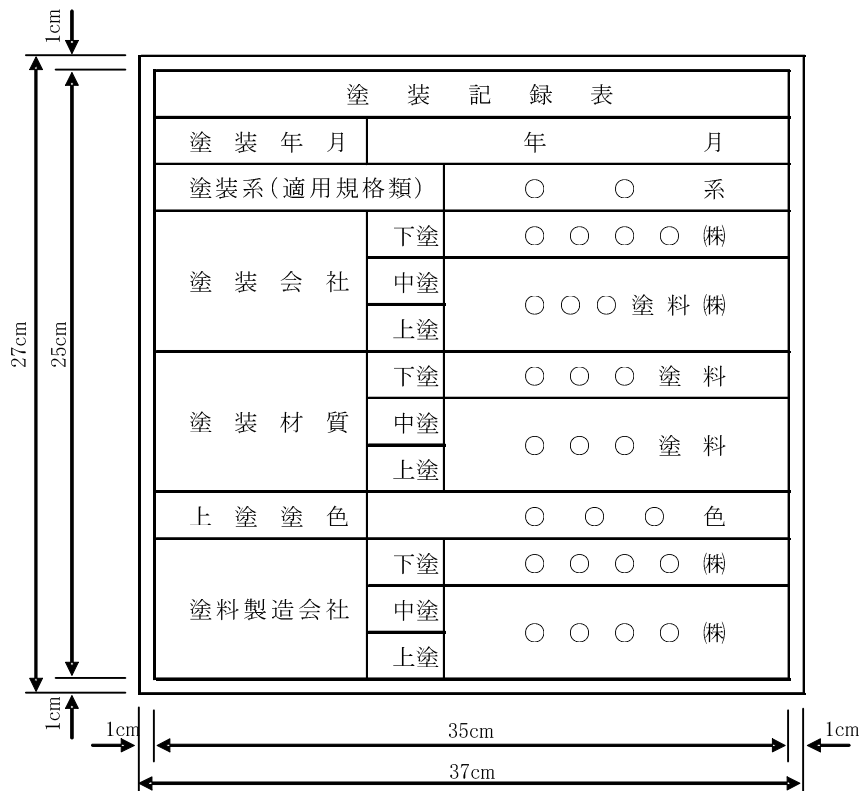 1cm
塗装記録表
塗装年月 年 月
塗装系(適用規格類) ○ ○ 系
塗装会社 下塗 ○○○○㈱
中塗 ○○○塗料㈱
上塗
塗装材質 下塗 ○○○塗料
中塗 ○○○塗料
上塗
上塗塗色 ○○○色
塗料製造会社 下塗 ○○○○㈱
中塗 ○○○○㈱
上塗
27cm
25cm
1cm
1cm 35cm 1cm
37cm